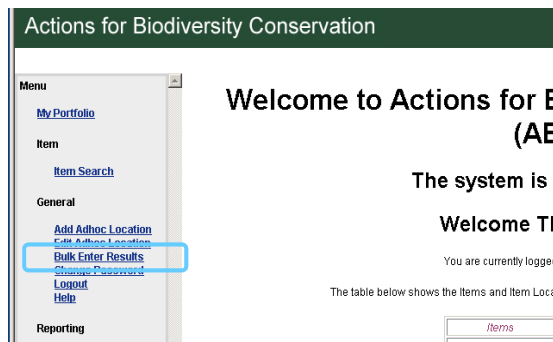 Actions for Biodiversity Conservation
Menu
My Portfolio
Item
Item Search
General
Add Adhoc Location
Edit Adhoc Location
Bulk Enter Results
Change Password
Logout
Help
Reporting
Welcome to Actions for
(AB
The system is
Welcome
You are currently logge
The table below shows the Items and Item Loca
Items